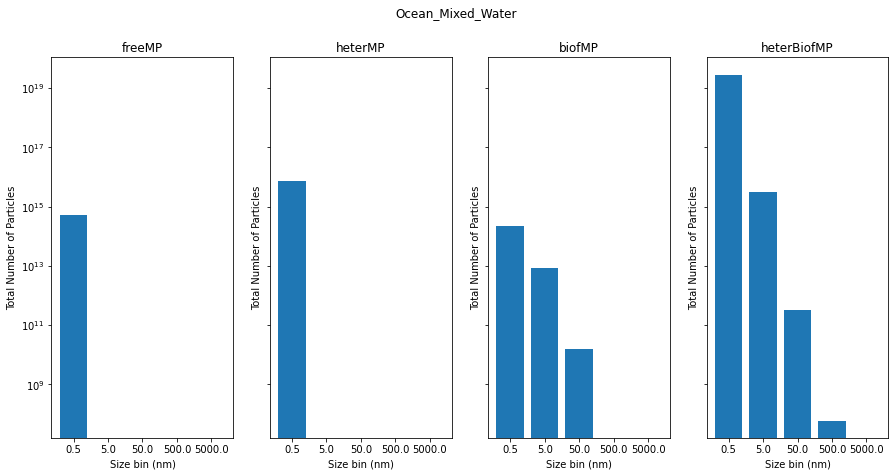 Ocean_Mixed_Water
freeMP
heterMP
biofMP
heterBiofMP
Total Number of Particles
10^19
10^17
10^15
10^13
10^11
10^9
0.5 5.0 50.0 500.0 5000.0
Size bin (nm)
Total Number of Particles
0.5 5.0 50.0 500.0 5000.0
Size bin (nm)
Total Number of Particles
0.5 5.0 50.0 500.0 5000.0
Size bin (nm)
Total Number of Particles
0.5 5.0 50.0 500.0 5000.0
Size bin (nm)